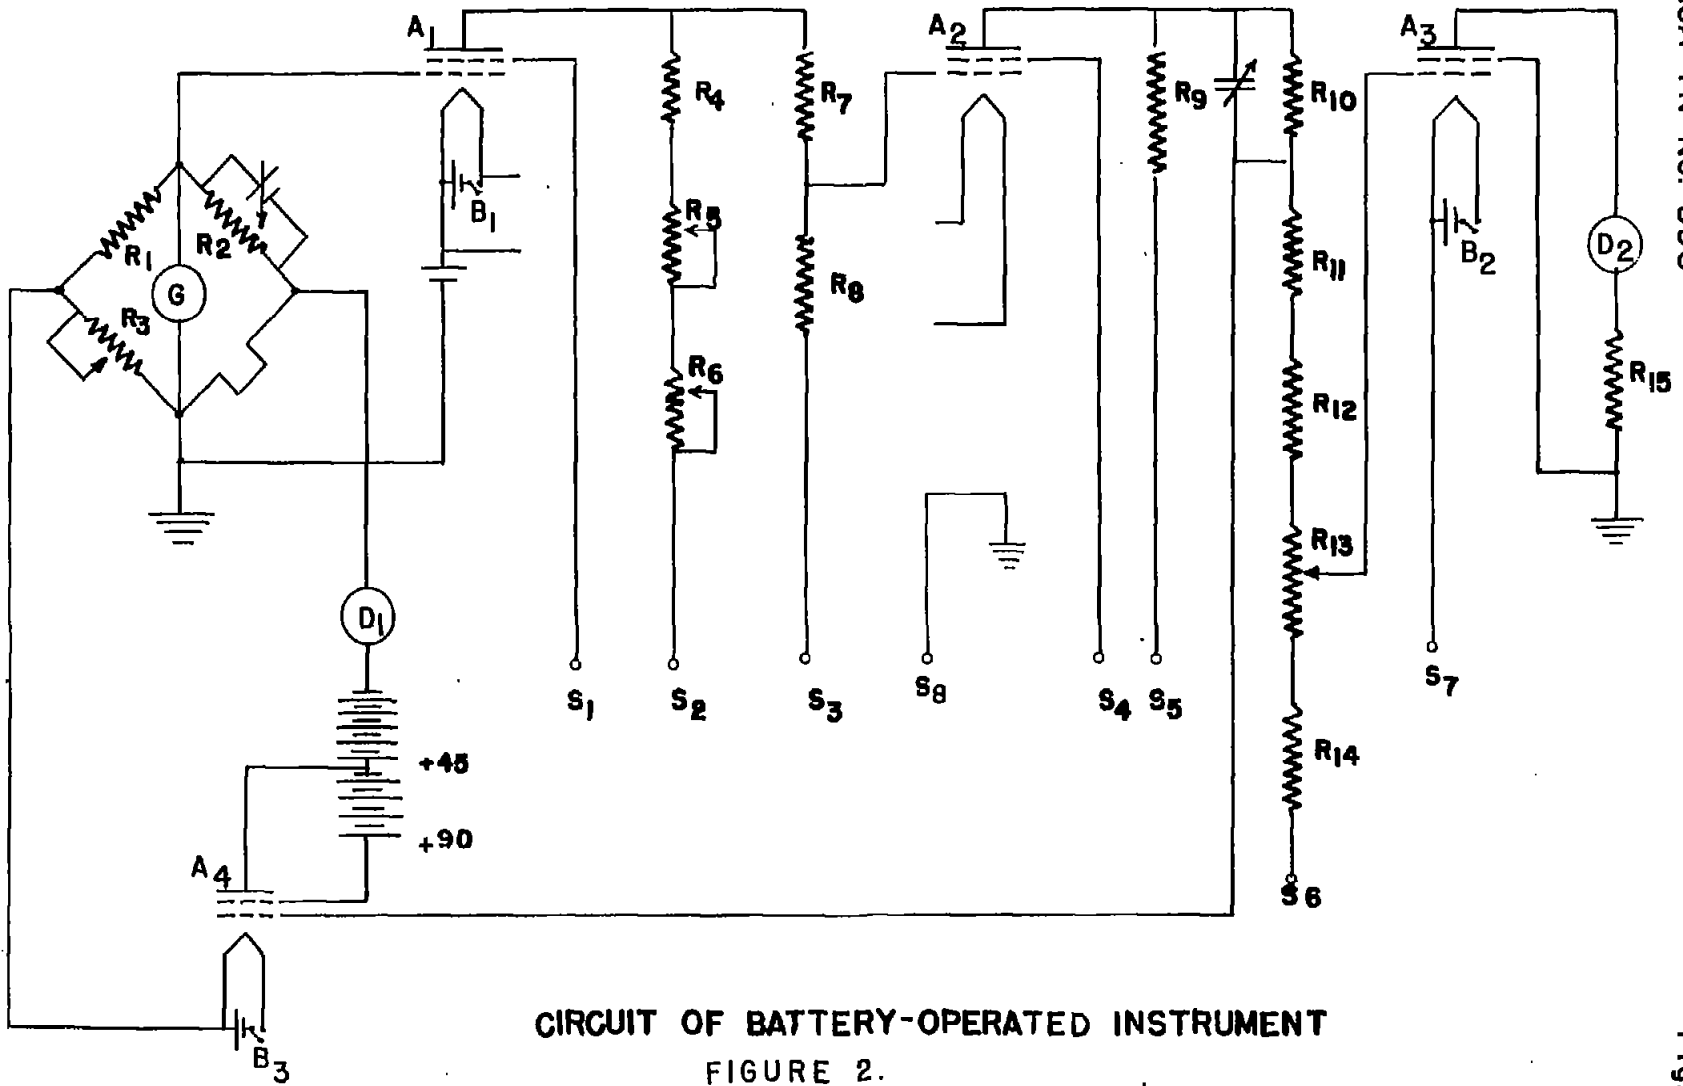 A1
A2
A3
R4
R7
R9
R10
B1
R5
R2
R1
G
R8
R11
B2
D2
R3
R6
R12
R15
R13
D1
S1
S2
S3
S8
S4
S5
S7
R14
+45
+90
A4
S6
B3
CIRCUIT OF BATTERY-OPERATED INSTRUMENT
FIGURE 2.